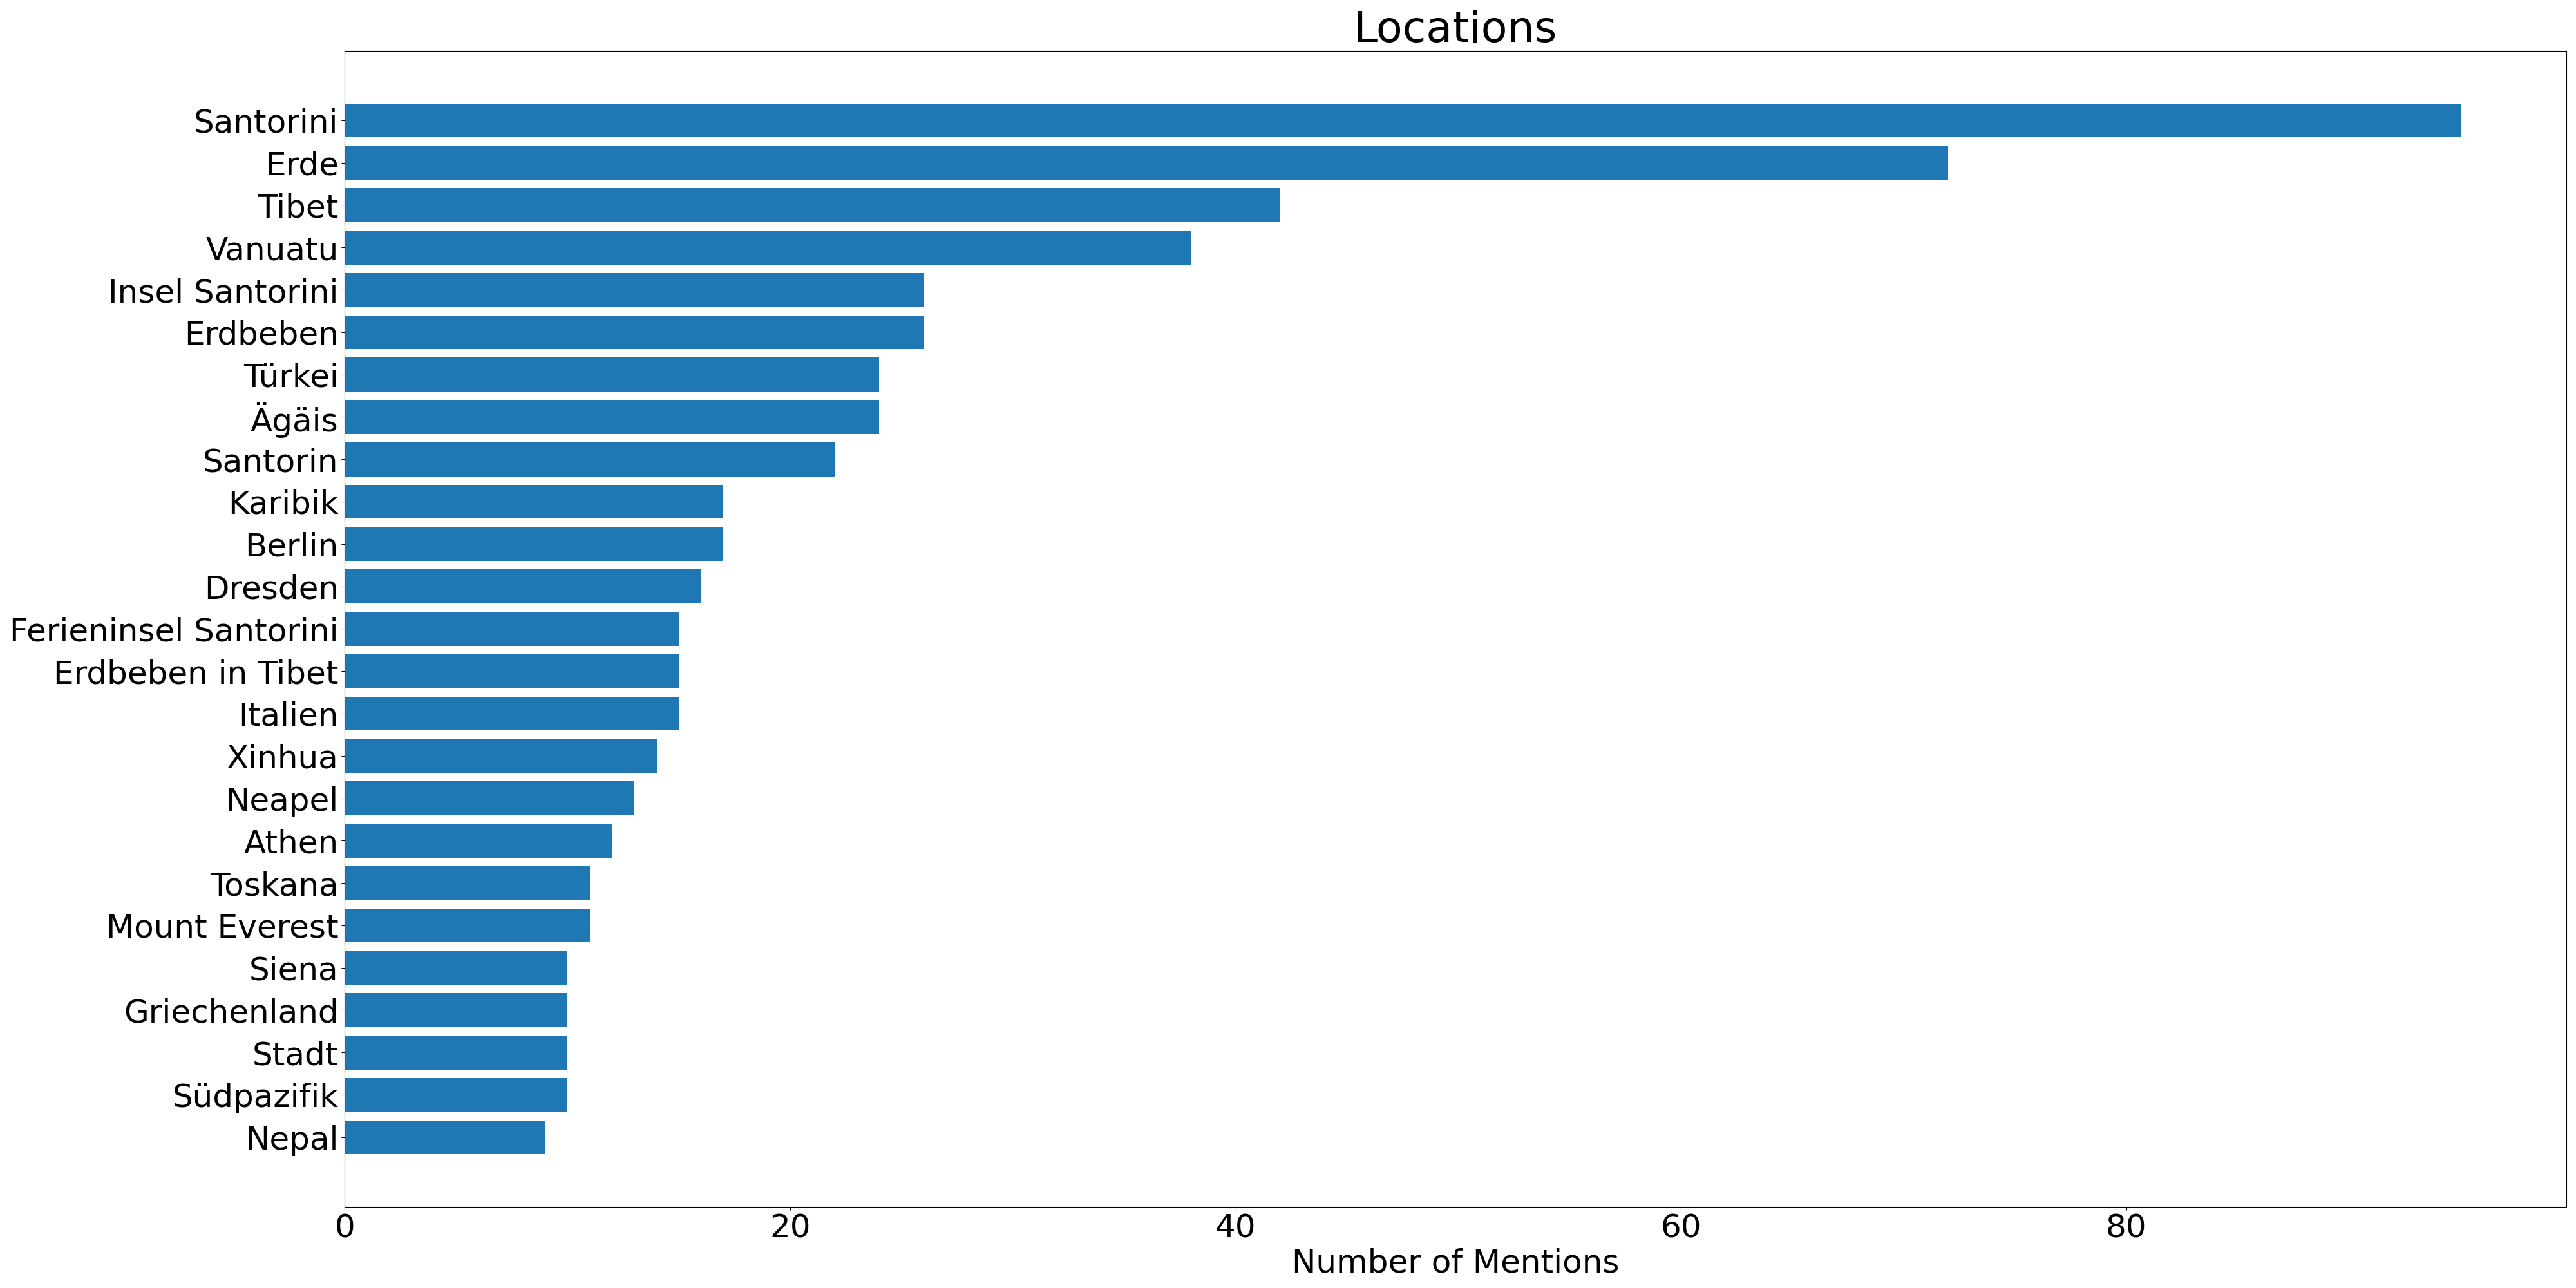 Locations
Santorini
Erde
Tibet
Vanuatu
Insel Santorini
Erdbeben
Türkei
Ägäis
Santorin
Karibik
Berlin
Dresden
Ferieninsel Santorini
Erdbeben in Tibet
Italien
Xinhua
Neapel
Athen
Toskana
Mount Everest
Siena
Griechenland
Stadt
Südpazifik
Nepal
0 20 40 60 80
Number of Mentions